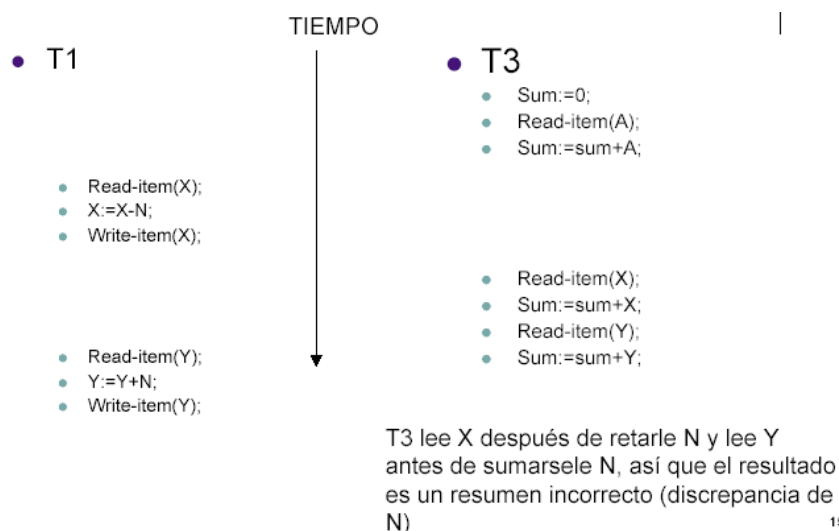 TIEMPO
T1
Read-item(X);
X:=X-N;
Write-item(X);
Read-item(Y);
Y:=Y+N;
Write-item(Y);
T3
Sum:=0;
Read-item(A);
Sum:=sum+A;
Read-item(X);
Sum:=sum+X;
Read-item(Y);
Sum:=sum+Y;
T3 lee X después de retarle N y lee Y
antes de sumarsele N, así que el resultado
es un resumen incorrecto (discrepancia de
N)